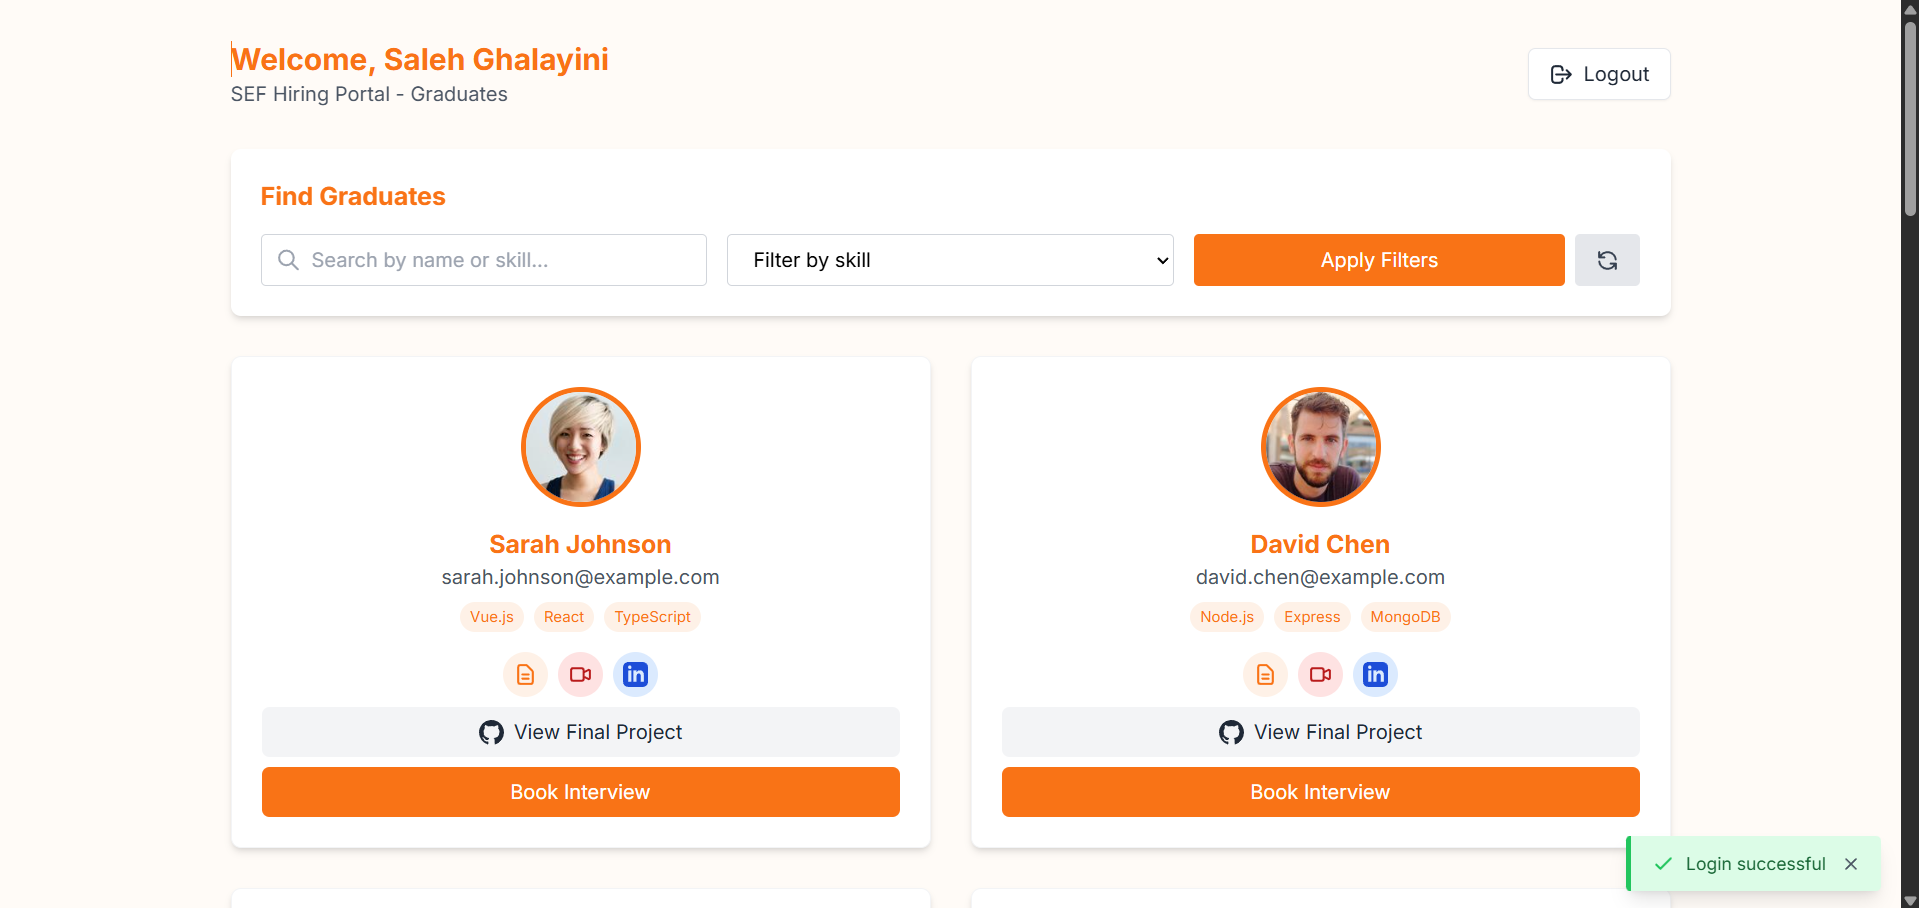 Welcome, Saleh Ghalayini
SEF Hiring Portal - Graduates
Logout
Find Graduates
Search by name or skill...
Filter by skill
Apply Filters
Sarah Johnson
sarah.johnson@example.com
Vue.js React TypeScript
in
View Final Project
Book Interview
David Chen
david.chen@example.com
Node.js Express MongoDB
in
View Final Project
Book Interview
Login successful